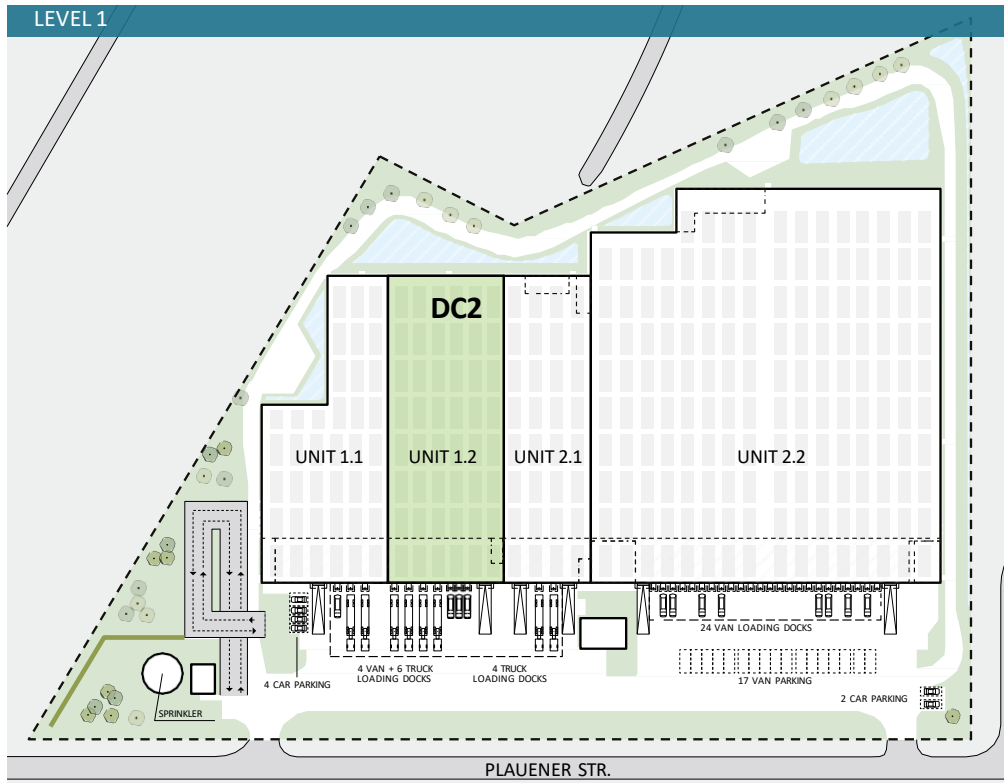 LEVEL 1
DC2
UNIT 1.1
UNIT 1.2
UNIT 2.1
UNIT 2.2
24 VAN LOADING DOCKS
4 CAR PARKING
4 VAN + 6 TRUCK
LOADING DOCKS
4 TRUCK
LOADING DOCKS
17 VAN PARKING
2 CAR PARKING
SPRINKLER
PLAUENER STR.